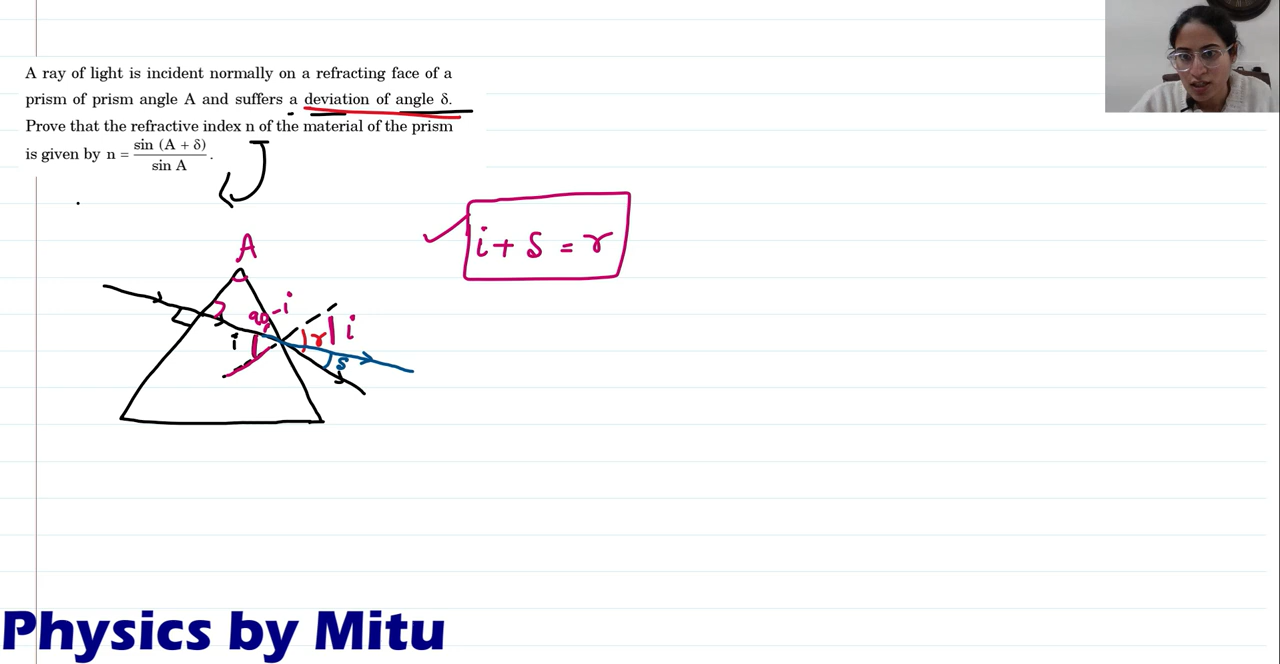 A ray of light is incident normally on a refracting face of a
prism of prism angle A and suffers a deviation of angle δ.
Prove that the refractive index n of the material of the prism
is given by n = sin (A + δ) / sin A .
i + δ = r
A
90-i
i
r
i
δ
Physics by Mitu